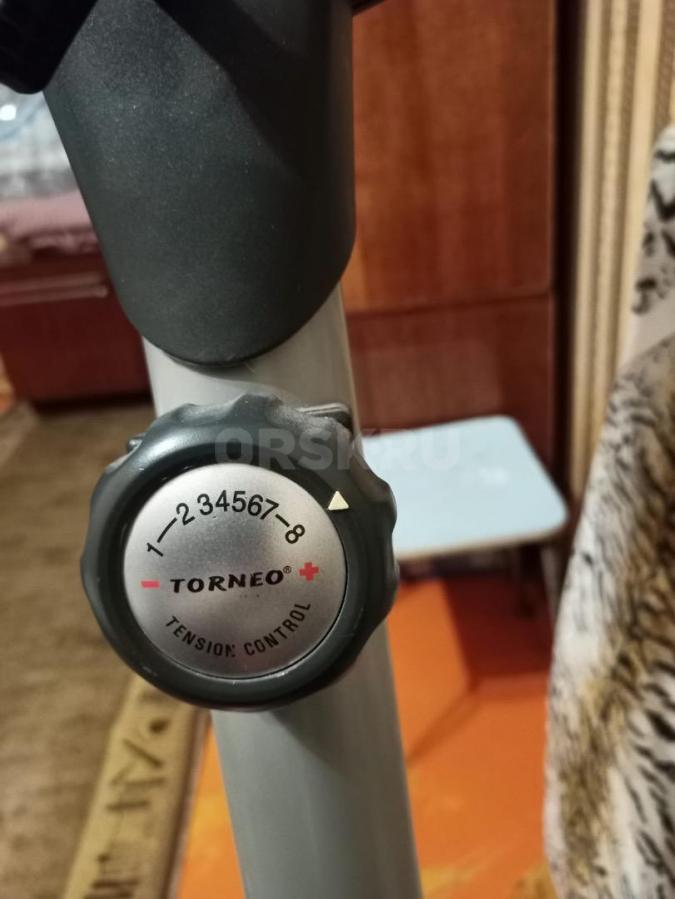 ORSK.RU
1—2 34567—8
- TORNEO® +
TENSION CONTROL